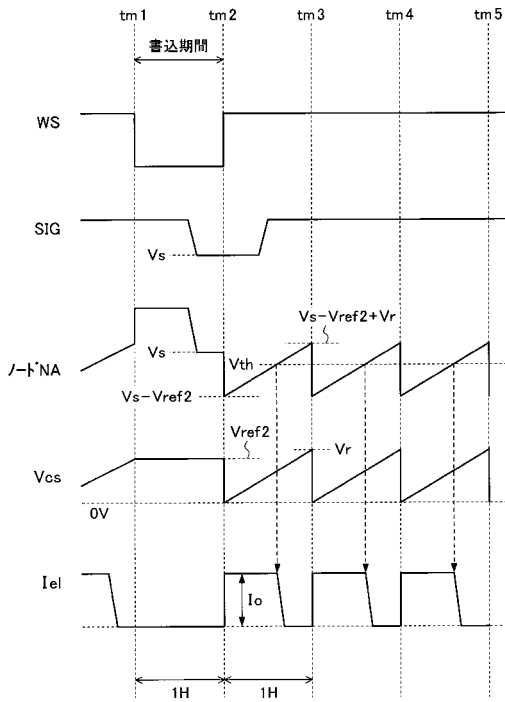 tm1 tm2 tm3 tm4 tm5
書込期間
WS
SIG
Vs
Vs−Vref2+Vr
Vs
Vth
ノードNA
Vs−Vref2
Vref2
Vr
Vcs
0V
Iel
Io
1H 1H